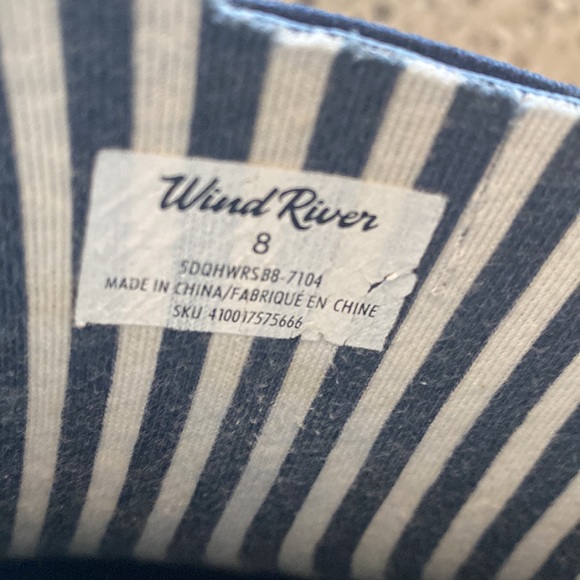 Wind River
8
5DQHWRSB8-7104
MADE IN CHINA/FABRIQUÉ EN CHINE
SKU 410017575666